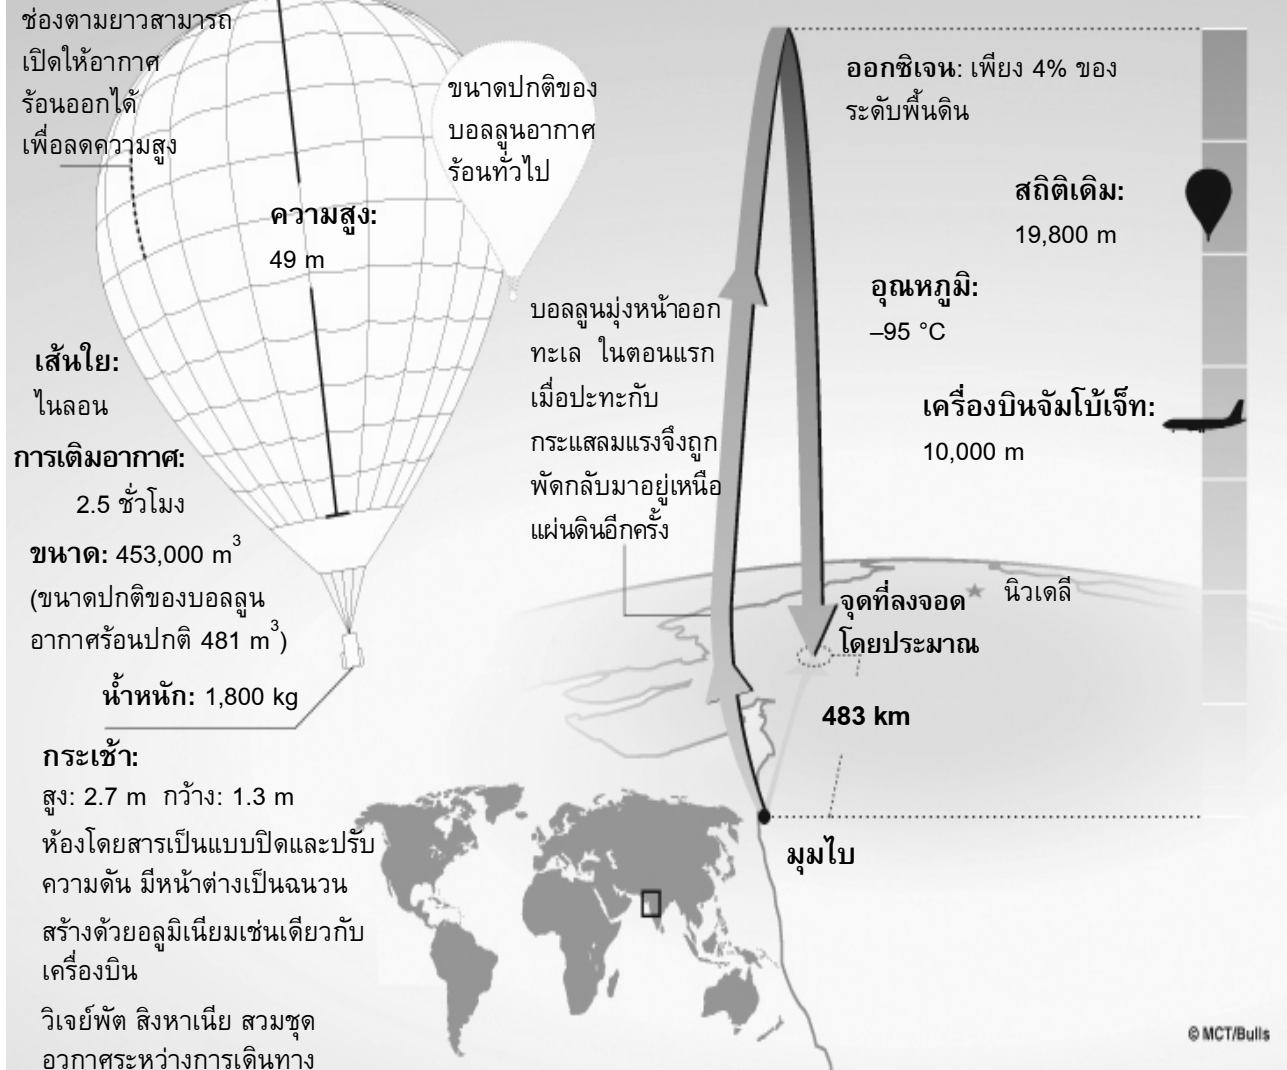 ช่องตามยาวสามารถ
เปิดให้อากาศ
ร้อนออกได้
เพื่อลดความสูง
ขนาดปกติของ
บอลลูนอากาศ
ร้อนทั่วไป
ความสูง:
49 m
เส้นใย:
ไนลอน
การเติมอากาศ:
2.5 ชั่วโมง
ขนาด: 453,000 m³
(ขนาดปกติของบอลลูน
อากาศร้อนปกติ 481 m³)
น้ำหนัก: 1,800 kg
กระเช้า:
สูง: 2.7 m กว้าง: 1.3 m
ห้องโดยสารเป็นแบบปิดและปรับ
ความดัน มีหน้าต่างเป็นฉนวน
สร้างด้วยอลูมิเนียมเช่นเดียวกับ
เครื่องบิน
วิเจย์พัต สิงหาเนีย สวมชุด
อวกาศระหว่างการเดินทาง
บอลลูนมุ่งหน้าออก
ทะเล ในตอนแรก
เมื่อปะทะกับ
กระแสลมแรงจึงถูก
พัดกลับมาอยู่เหนือ
แผ่นดินอีกครั้ง
ออกซิเจน: เพียง 4% ของ
ระดับพื้นดิน
สถิติเดิม:
19,800 m
อุณหภูมิ:
–95 °C
เครื่องบินจัมโบ้เจ็ท:
10,000 m
นิวเดลี
จุดที่ลงจอด
โดยประมาณ
483 km
มุมไบ
© MCT/Bulls